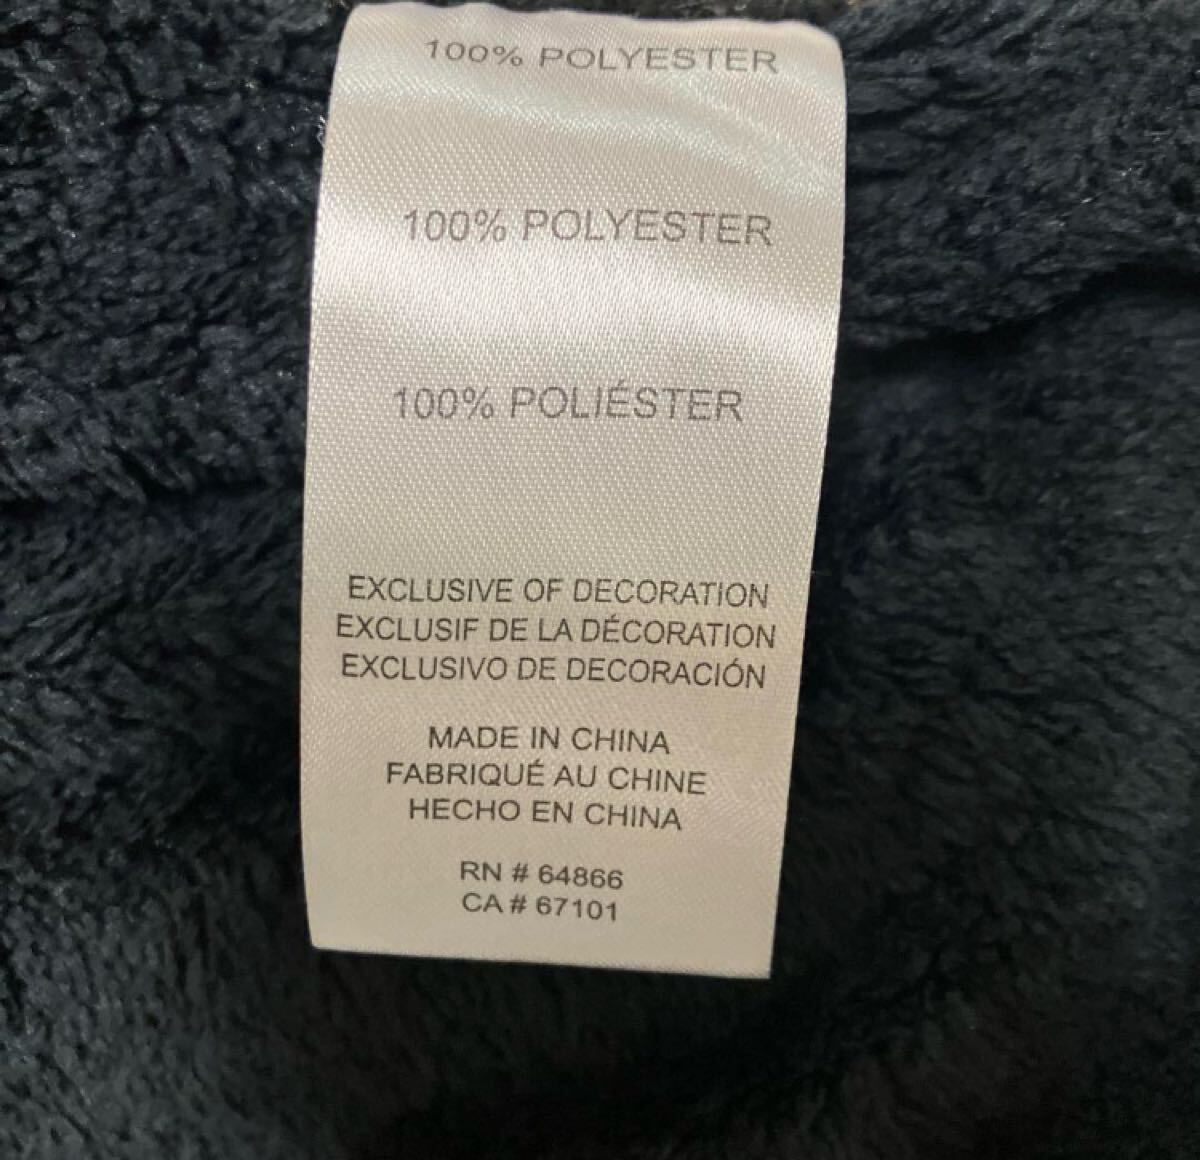 100% POLYESTER
100% POLYESTER
100% POLIÉSTER
EXCLUSIVE OF DECORATION
EXCLUSIF DE LA DÉCORATION
EXCLUSIVO DE DECORACIÓN
MADE IN CHINA
FABRIQUÉ AU CHINE
HECHO EN CHINA
RN # 64866
CA # 67101